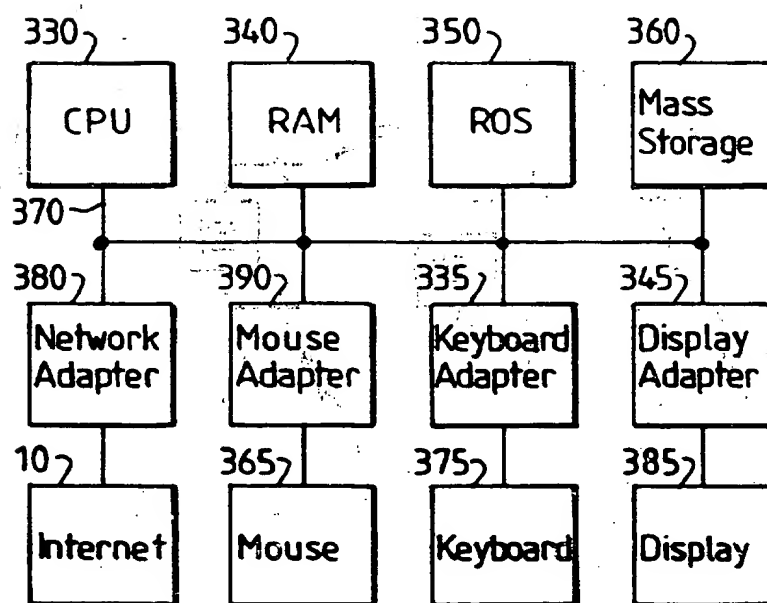 330 340 350 360
CPU RAM ROS Mass
Storage
370
380 390 335 345
Network Mouse Keyboard Display
Adapter Adapter Adapter Adapter
10 365 375 385
Internet Mouse Keyboard Display